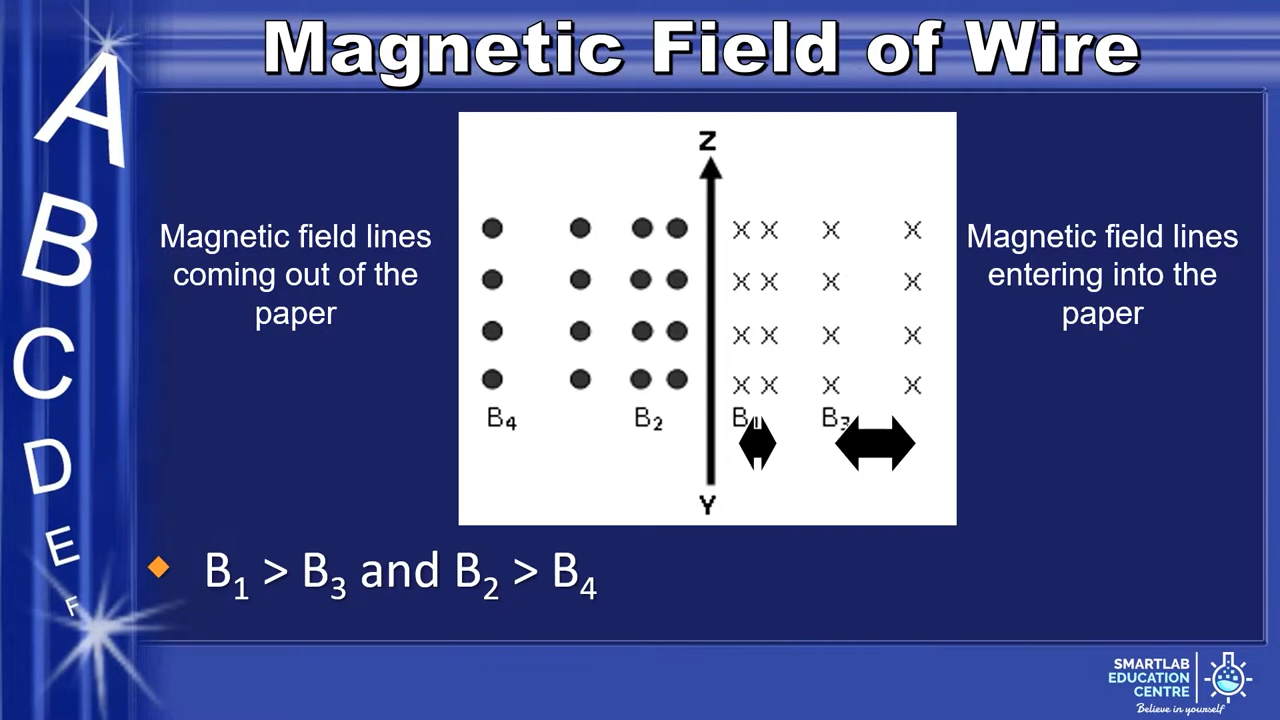 Magnetic Field of Wire
A
B
C
D
E
F
Magnetic field lines
coming out of the
paper
Z
B₄ B₂ B₁ B₃
Y
Magnetic field lines
entering into the
paper
B₁ > B₃ and B₂ > B₄
SMARTLAB
EDUCATION
CENTRE
Believe in yourself